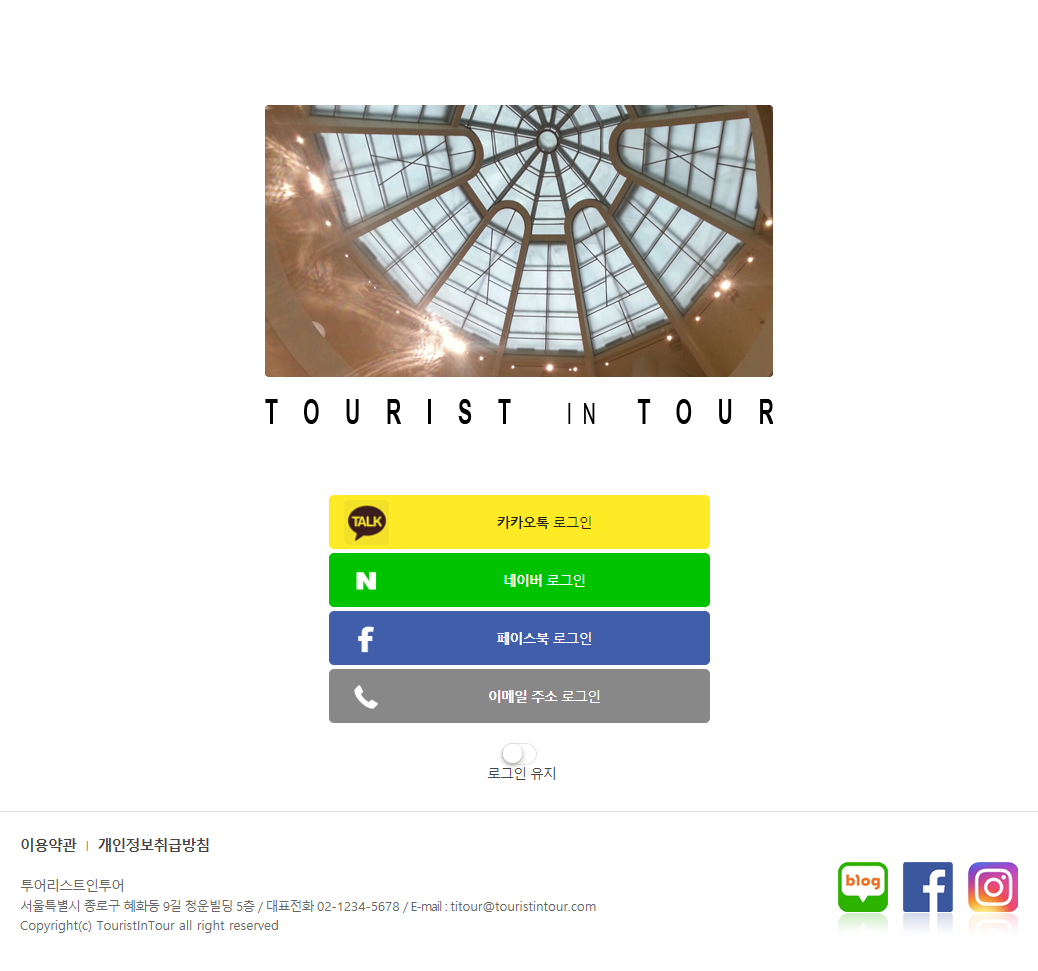 TOURIST IN TOUR
TALK
카카오톡 로그인
N
네이버 로그인
f
페이스북 로그인
이메일 주소 로그인
로그인 유지
이용약관 | 개인정보취급방침
투어리스트인투어
서울특별시 종로구 혜화동 9길 청운빌딩 5층 / 대표전화 02-1234-5678 / E-mail : titour@touristintour.com
Copyright(c) TouristInTour all right reserved
blog
f